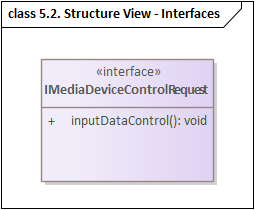 class 5.2. Structure View - Interfaces
«interface»
IMediaDeviceControlRequest
+ inputDataControl(): void